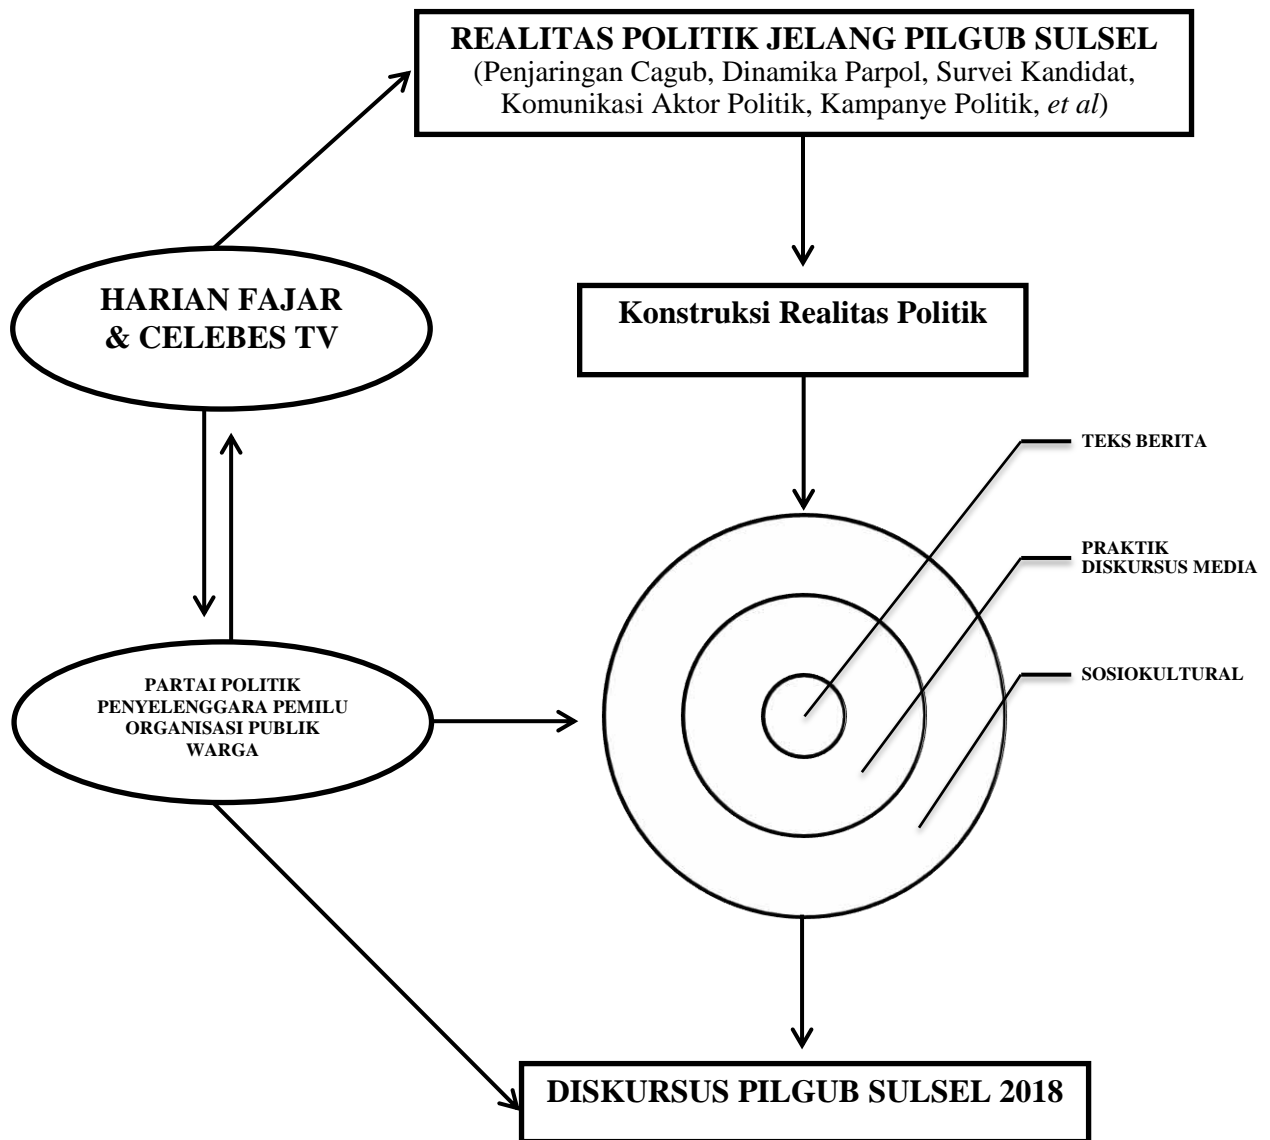 REALITAS POLITIK JELANG PILGUB SULSEL
(Penjaringan Cagub, Dinamika Parpol, Survei Kandidat,
Komunikasi Aktor Politik, Kampanye Politik, et al)
HARIAN FAJAR
& CELEBES TV
Konstruksi Realitas Politik
TEKS BERITA
PRAKTIK
DISKURSUS MEDIA
SOSIOKULTURAL
PARTAI POLITIK
PENYELENGGARA PEMILU
ORGANISASI PUBLIK
WARGA
DISKURSUS PILGUB SULSEL 2018